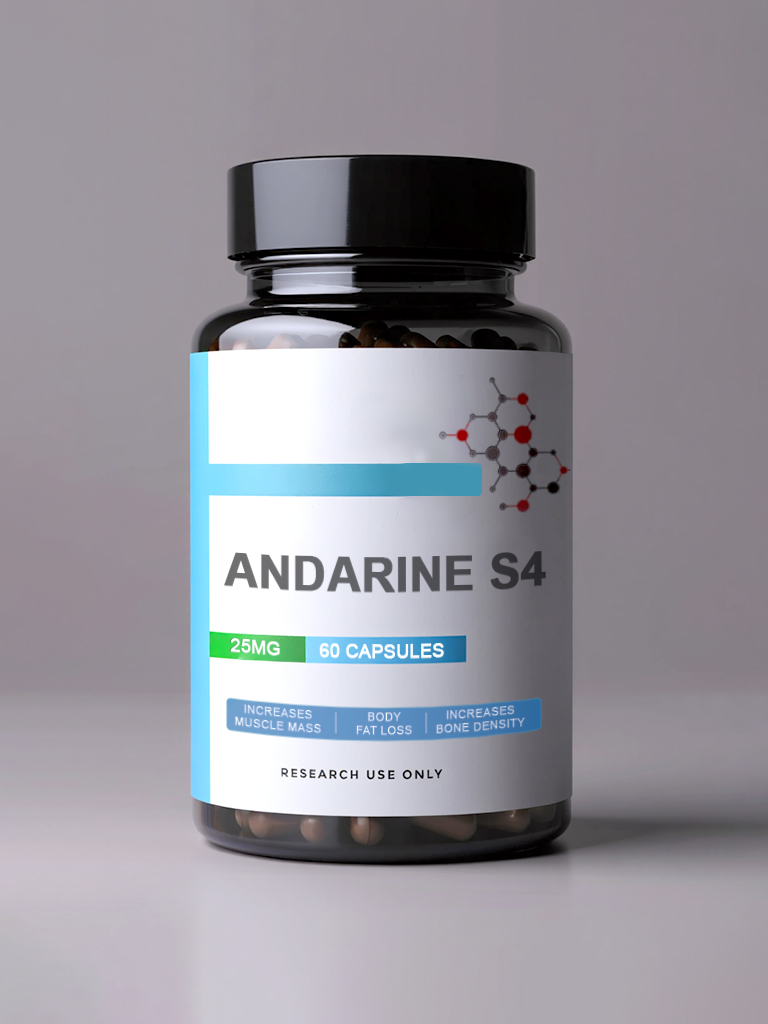 ANDARINE S4
25MG
60 CAPSULES
INCREASES
MUSCLE MASS
BODY
FAT LOSS
INCREASES
BONE DENSITY
RESEARCH USE ONLY